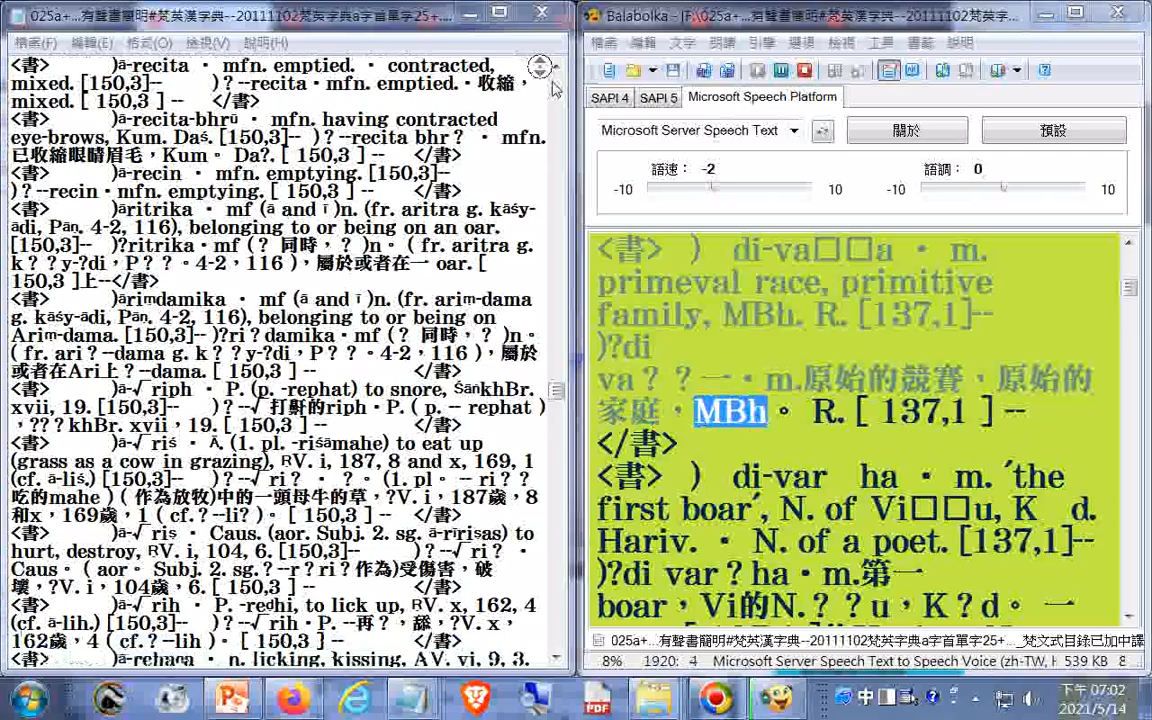 025a+...有聲書簡明#梵英漢字典--20111102梵英字典a字首單字25+...
檔案(F) 編輯(E) 格式(O) 檢視(V) 說明(H)
<書> )ā-recita · mfn. emptied. · contracted,
mixed. [150,3]-- )?--recita·mfn. emptied.·收縮,
mixed. [ 150,3 ] -- </書>
<書> )ā-recita-bhrū · mfn. having contracted
eye-brows, Kum. Daś. [150,3]-- )?--recita bhr? · mfn.
已收縮眼睛眉毛,Kum。 Da?. [ 150,3 ] -- </書>
<書> )ā-recin · mfn. emptying. [150,3]--
)?--recin·mfn. emptying. [ 150,3 ] -- </書>
<書> )āritrika · mf (ā and ī )n. (fr. aritra g. kāśy-
ādi, Pāṇ. 4-2, 116), belonging to or being on an oar.
[150,3]-- )?ritrika·mf (? 同時,? )n。( fr. aritra g.
k??y-?di,P??。4-2,116 ),屬於或者在一 oar. [
150,3 ]上--</書>
<書> )āriṃdamika · mf (ā and ī )n. (fr. ariṃ-dama
g. kāśy-ādi, Pāṇ. 4-2, 116), belonging to or being on
Ariṃ-dama. [150,3]-- )?ri?damika·mf (? 同時,? )n。
( fr. ari?--dama g. k??y-?di,P??。4-2,116 ),屬於
或者在Ari上?--dama. [ 150,3 ] -- </書>
<書> )ā-√riph · P. (p. -rephat) to snore, ŚāṅkhBr.
xvii, 19. [150,3]-- )?--√ 打鼾的riph·P. ( p. -- rephat )
,???khBr. xvii,19. [ 150,3 ] -- </書>
<書> )ā-√riś · Ā. (1. pl. -riśāmahe) to eat up
(grass as a cow in grazing), RV. i, 187, 8 and x, 169, 1
(cf. ā-liś.) [150,3]-- )?--√ ri?·?。(1. pl。-- ri??
吃的mahe ) ( 作為放牧)中的一頭母牛的草,?V. i,187歲,8
和x,169歲,1 ( cf.?--li?)。 [ 150,3 ] -- </書>
<書> )ā-√riṣ · Caus. (aor. Subj. 2. sg. ā-rīriṣas) to
hurt, destroy, RV. i, 104, 6. [150,3]-- )?--√ ri?·
Caus。( aor。Subj. 2. sg.?--r?ri?作為)受傷害,破
壞,?V. i,104歲,6. [ 150,3 ] -- </書>
<書> )ā-√rih · P. -reḍhi, to lick up, RV. x, 162, 4
(cf. ā-lih.) [150,3]-- )?--√rih·P. --再?,舔,?V. x,
162歲,4 ( cf.?--lih )。 [ 150,3 ] -- </書>
<書> )ā-rehaṇa · n. licking, kissing, AV. vi, 9, 3.
Balabolka - [F:\025a+...有聲書簡明#梵英漢字典--20111102梵英字...
檔案 編輯 文字 朗讀 引擎 選項 檢視 工具 書籤 說明
SAPI 4 SAPI 5 Microsoft Speech Platform
Microsoft Server Speech Text 關於 預設
語速: -2 語調: 0
-10 10 -10 10
<書> ) di-va□□a · m.
primeval race, primitive
family, MBh. R. [137,1]--
)?di
va??一·m.原始的競賽,原始的
家庭,MBh。 R. [ 137,1 ] --
</書>
<書> ) di-var ha · m. ´the
first boar´, N. of Vi□□u, K d.
Hariv. · N. of a poet. [137,1]--
)?di var?ha·m.第一
boar,Vi的N.??u,K?d。 一
025a+...有聲書簡明#梵英漢字典--20111102梵英字典a字首單字25+..._梵文式目錄已加中譯
8% 1920: 4 Microsoft Server Speech Text to Speech Voice (zh-TW, H 539 KB 8
中
下午 07:02
2021/5/14